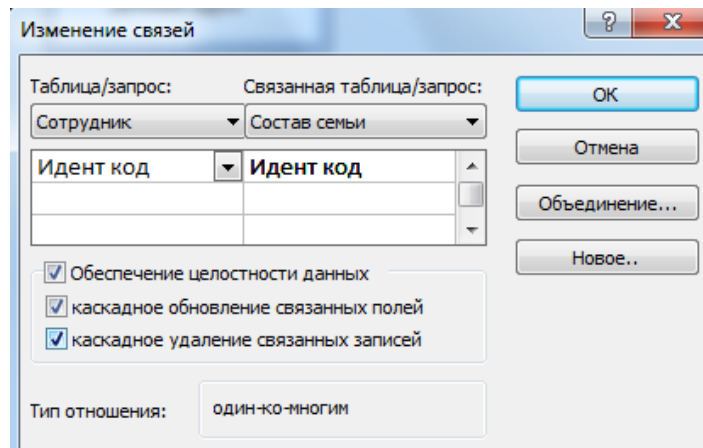 Изменение связей
Таблица/запрос: Связанная таблица/запрос:
Сотрудник Состав семьи
Идент код Идент код
Обеспечение целостности данных
каскадное обновление связанных полей
каскадное удаление связанных записей
Тип отношения: один-ко-многим
ОК
Отмена
Объединение...
Новое..